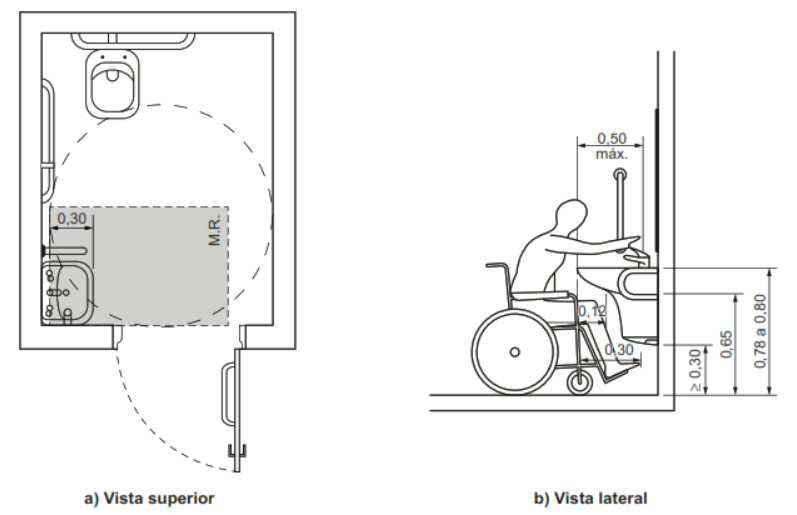 0,30
M.R.
a) Vista superior
0,50
máx.
0,12
0,30
≥ 0,30
0,65
0,78 a 0,80
b) Vista lateral